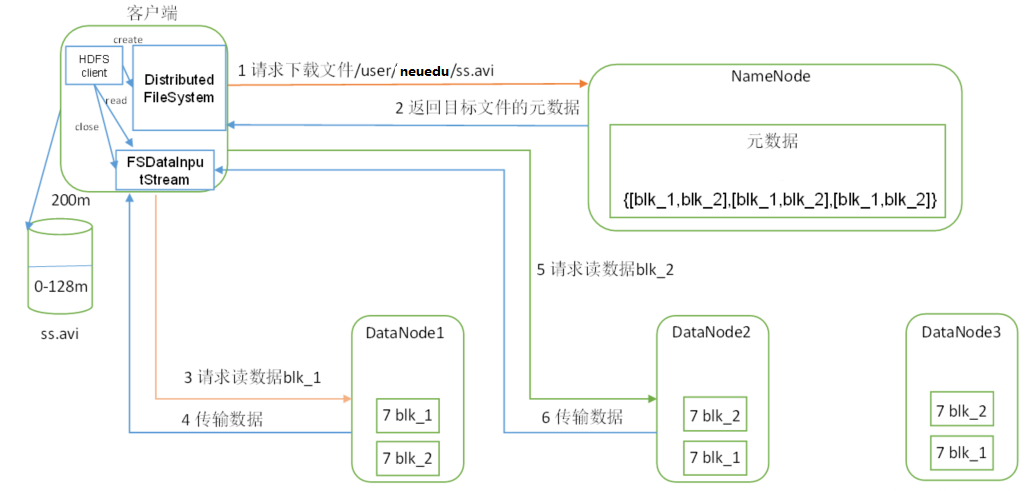 客户端
create
HDFS
client
Distributed
FileSystem
read
close
FSDataInpu
tStream
1 请求下载文件/user/ neuedu/ss.avi
2 返回目标文件的元数据
NameNode
元数据
{[blk_1,blk_2],[blk_1,blk_2],[blk_1,blk_2]}
200m
0-128m
ss.avi
5 请求读数据blk_2
3 请求读数据blk_1
4 传输数据
6 传输数据
DataNode1
7 blk_1
7 blk_2
DataNode2
7 blk_2
7 blk_1
DataNode3
7 blk_2
7 blk_1